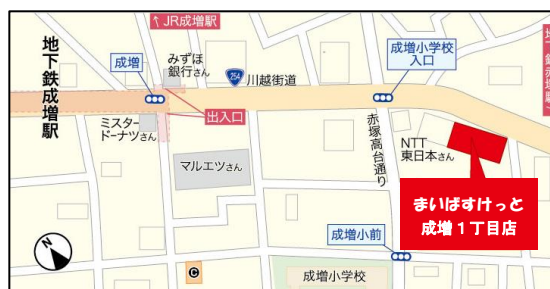 JR成増駅
地下鉄成増駅
成増
みずほ
銀行さん
254
川越街道
成増小学校
入口
出入口
ミスター
ドーナツさん
マルエツさん
赤塚高台通り
NTT
東日本さん
まいばすけっと
成増1丁目店
成増小前
C
成増小学校